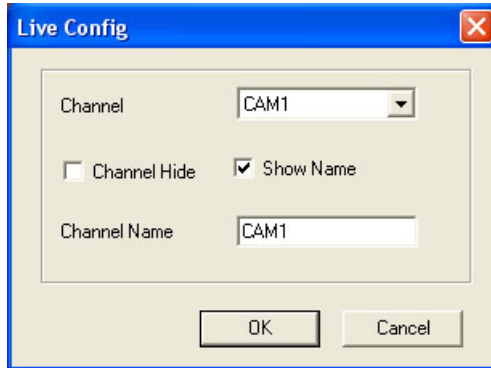 Live Config
Channel CAM1
Channel Hide Show Name
Channel Name CAM1
OK Cancel